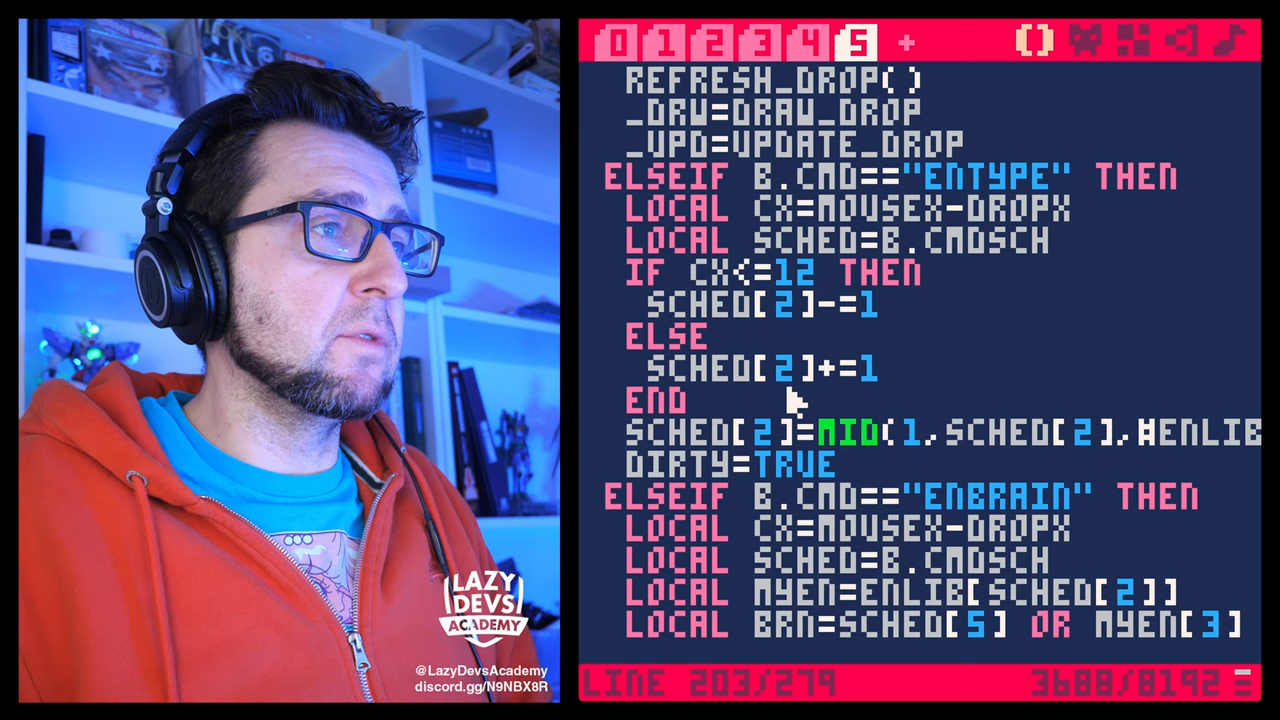 0 1 2 3 4 5 +
REFRESH_DROP()
_DRW=DRAW_DROP
_UPD=UPDATE_DROP
ELSEIF B.CMD=="ENTYPE" THEN
LOCAL CX=MOUSEX-DROPX
LOCAL SCHED=B.CMDSCH
IF CX<=12 THEN
SCHED[2]-=1
ELSE
SCHED[2]+=1
END
SCHED[2]=MID(1,SCHED[2],#ENLIB
DIRTY=TRUE
ELSEIF B.CMD=="ENBRAIN" THEN
LOCAL CX=MOUSEX-DROPX
LOCAL SCHED=B.CMDSCH
LOCAL MYEN=ENLIB[SCHED[2]]
LOCAL BRN=SCHED[5] OR MYEN[3]
LINE 203/279 3688/8192
LAZY
DEVS
ACADEMY
@LazyDevsAcademy
discord.gg/N9NBX8R